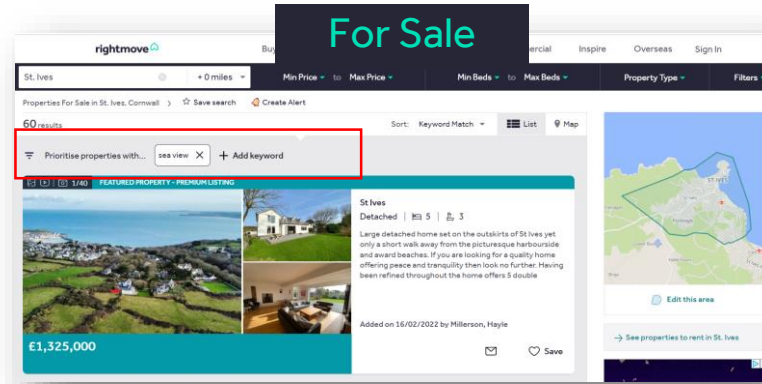 For Sale
rightmove
Inspire Overseas Sign In
St. Ives + 0 miles Min Price to Max Price Min Beds to Max Beds Property Type Filters
Properties For Sale in St. Ives, Cornwall > Save search Create Alert
60 results Sort: Keyword Match List Map
Prioritise properties with... sea view X + Add keyword
1/40 FEATURED PROPERTY - PREMIUM LISTING
St Ives
Detached | 5 | 3
Large detached home set on the outskirts of St Ives yet
only a short walk away from the picturesque harbourside
and award beaches. If you are looking for a quality home
offering peace and tranquility then look no further. Having
been refined throughout the home offers 5 double
Added on 16/02/2022 by Millerson, Hayle
£1,325,000
Save
ST IVES
Edit this area
See properties to rent in St. Ives